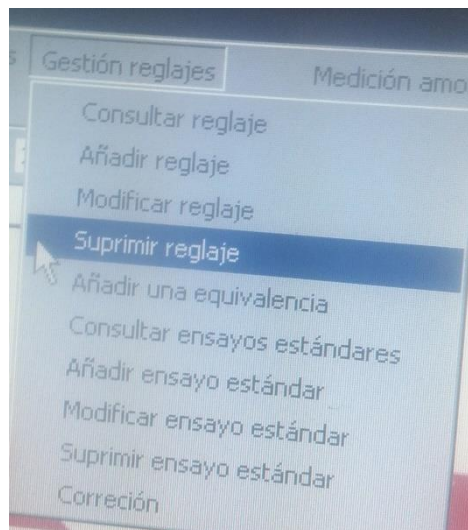 Gestión reglajes Medición amo
Consultar reglaje
Añadir reglaje
Modificar reglaje
Suprimir reglaje
Añadir una equivalencia
Consultar ensayos estándares
Añadir ensayo estándar
Modificar ensayo estándar
Suprimir ensayo estándar
Correción